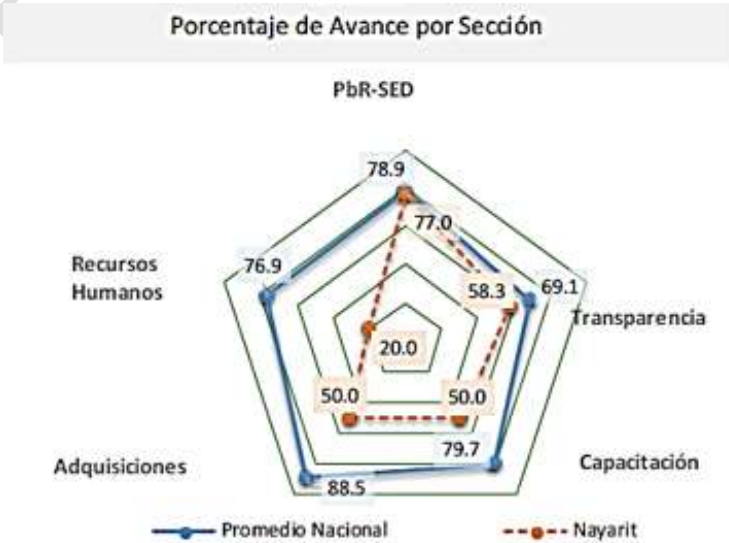 Porcentaje de Avance por Sección
PbR-SED
78.9
77.0
Recursos
Humanos
76.9
58.3
69.1
Transparencia
20.0
50.0
50.0
Adquisiciones
79.7
Capacitación
88.5
Promedio Nacional
Nayarit